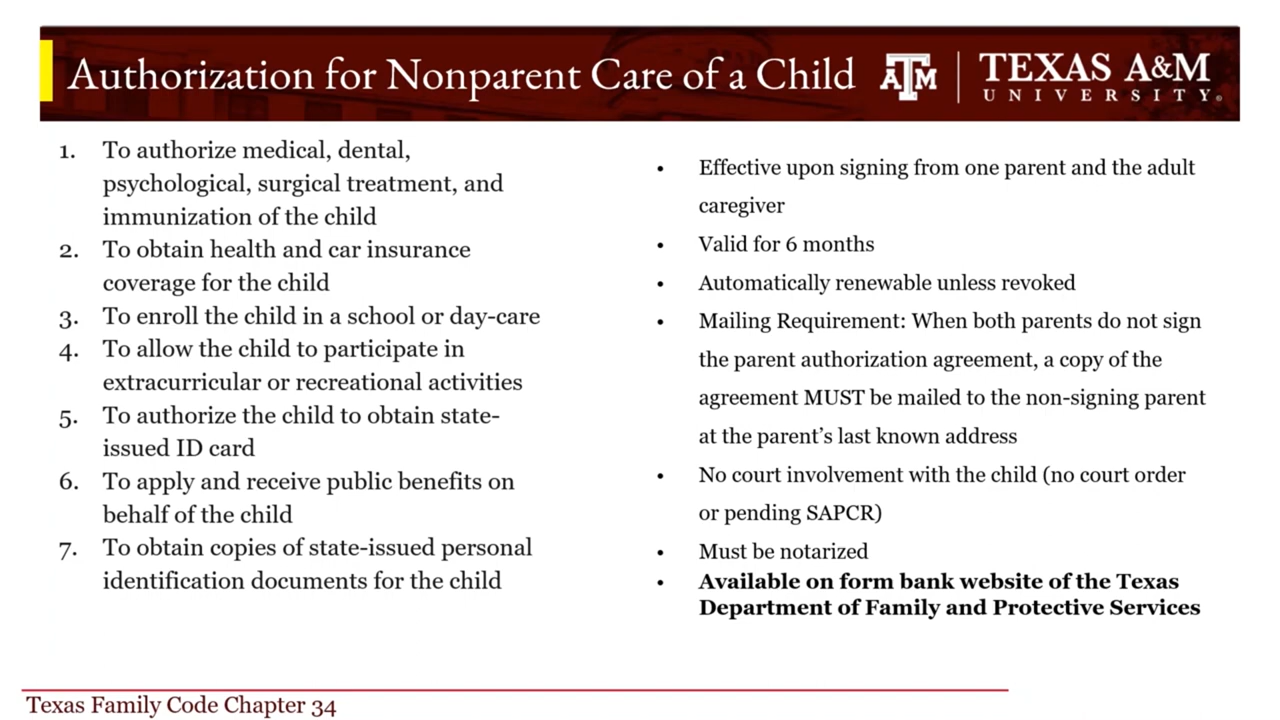 Authorization for Nonparent Care of a Child
ATM
TEXAS A&M
UNIVERSITY®
1. To authorize medical, dental,
psychological, surgical treatment, and
immunization of the child
2. To obtain health and car insurance
coverage for the child
3. To enroll the child in a school or day-care
4. To allow the child to participate in
extracurricular or recreational activities
5. To authorize the child to obtain state-
issued ID card
6. To apply and receive public benefits on
behalf of the child
7. To obtain copies of state-issued personal
identification documents for the child
• Effective upon signing from one parent and the adult
caregiver
• Valid for 6 months
• Automatically renewable unless revoked
• Mailing Requirement: When both parents do not sign
the parent authorization agreement, a copy of the
agreement MUST be mailed to the non-signing parent
at the parent’s last known address
• No court involvement with the child (no court order
or pending SAPCR)
• Must be notarized
• Available on form bank website of the Texas
Department of Family and Protective Services
Texas Family Code Chapter 34